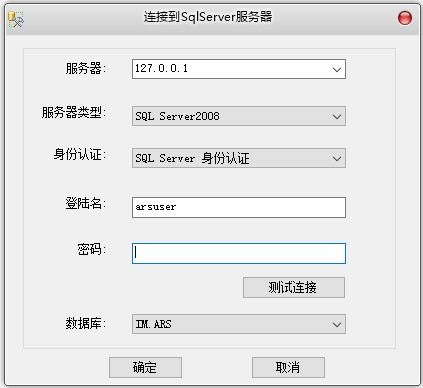 连接到SqlServer服务器
服务器: 127.0.0.1
服务器类型: SQL Server2008
身份认证: SQL Server 身份认证
登陆名: arsuser
密码:
测试连接
数据库: IM.ARS
确定 取消